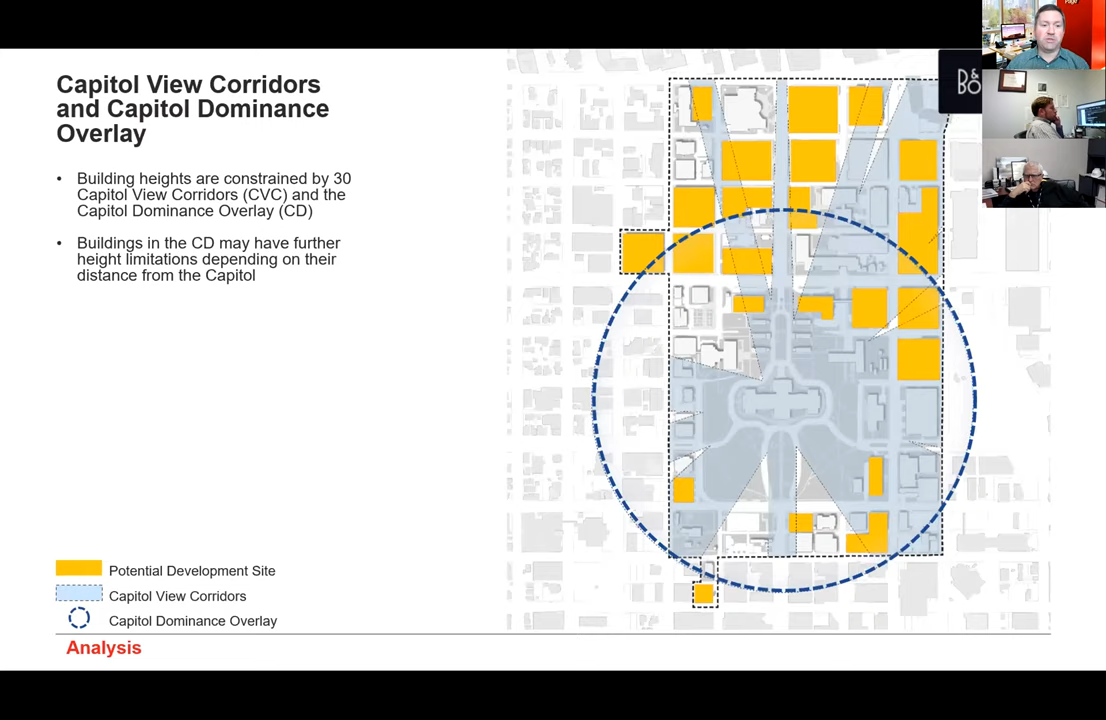 Capitol View Corridors
and Capitol Dominance
Overlay
• Building heights are constrained by 30
Capitol View Corridors (CVC) and the
Capitol Dominance Overlay (CD)
• Buildings in the CD may have further
height limitations depending on their
distance from the Capitol
Potential Development Site
Capitol View Corridors
Capitol Dominance Overlay
Analysis
B&
BO
Page